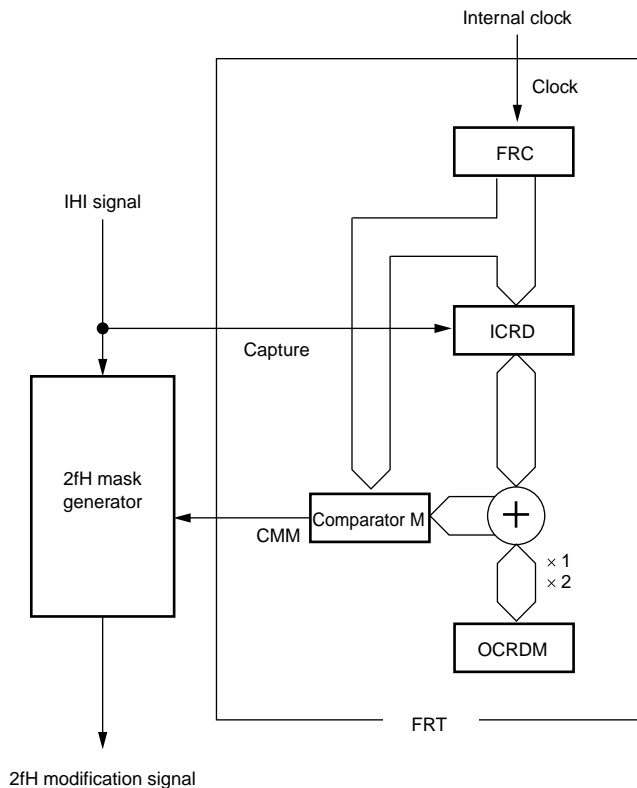 Internal clock
Clock
FRC
IHI signal
ICRD
Capture
2fH mask
generator
Comparator M
+
CMM
× 1
× 2
OCRDM
FRT
2fH modification signal